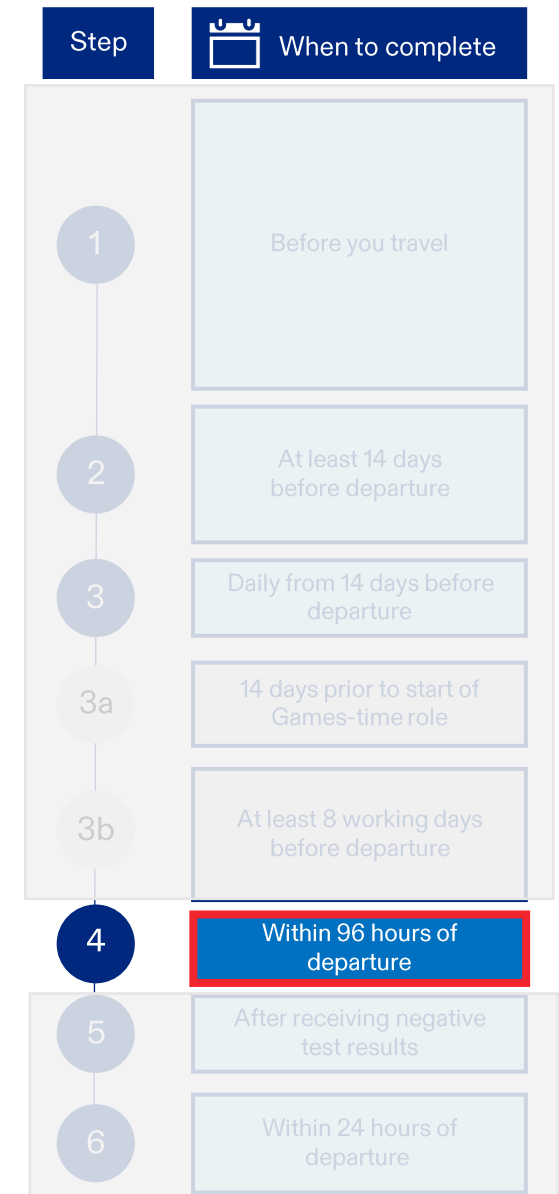 Step
When to complete
1
Before you travel
2
At least 14 days
before departure
3
Daily from 14 days before
departure
3a
14 days prior to start of
Games-time role
3b
At least 8 working days
before departure
4
Within 96 hours of
departure
5
After receiving negative
test results
6
Within 24 hours of
departure